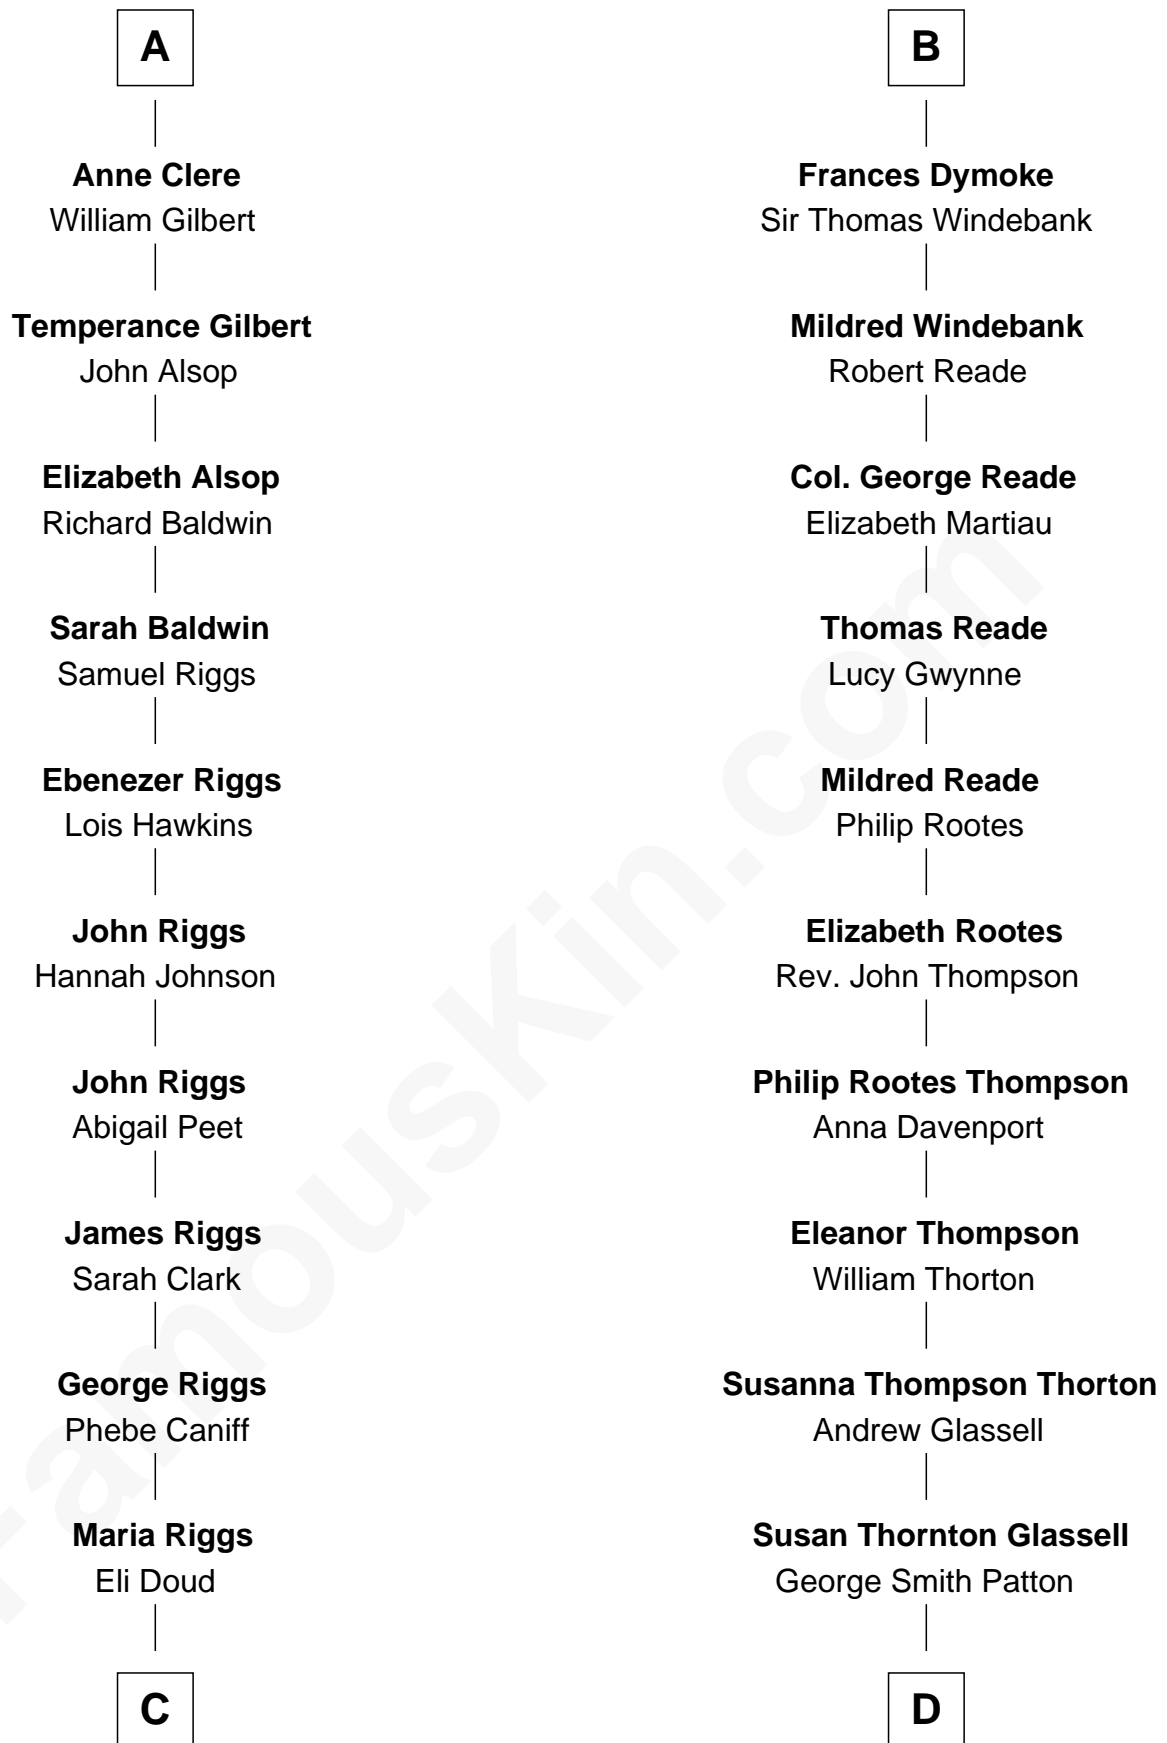 A
Anne Clere
William Gilbert
Temperance Gilbert
John Alsop
Elizabeth Alsop
Richard Baldwin
Sarah Baldwin
Samuel Riggs
Ebenezer Riggs
Lois Hawkins
John Riggs
Hannah Johnson
John Riggs
Abigail Peet
James Riggs
Sarah Clark
George Riggs
Phebe Caniff
Maria Riggs
Eli Doud
C
B
Frances Dymoke
Sir Thomas Windebank
Mildred Windebank
Robert Reade
Col. George Reade
Elizabeth Martiau
Thomas Reade
Lucy Gwynne
Mildred Reade
Philip Rootes
Elizabeth Rootes
Rev. John Thompson
Philip Rootes Thompson
Anna Davenport
Eleanor Thompson
William Thorton
Susanna Thompson Thorton
Andrew Glassell
Susan Thornton Glassell
George Smith Patton
D
FamousKin.com